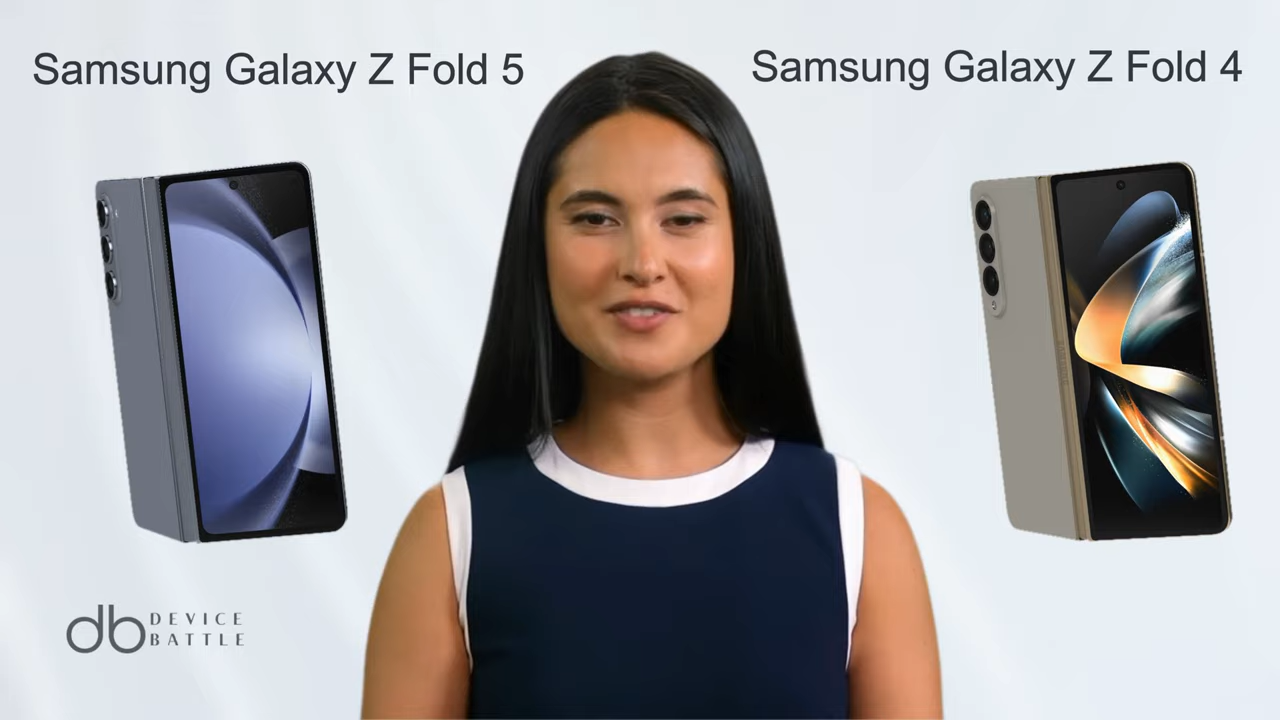 Samsung Galaxy Z Fold 5
Samsung Galaxy Z Fold 4
db DEVICE
BATTLE